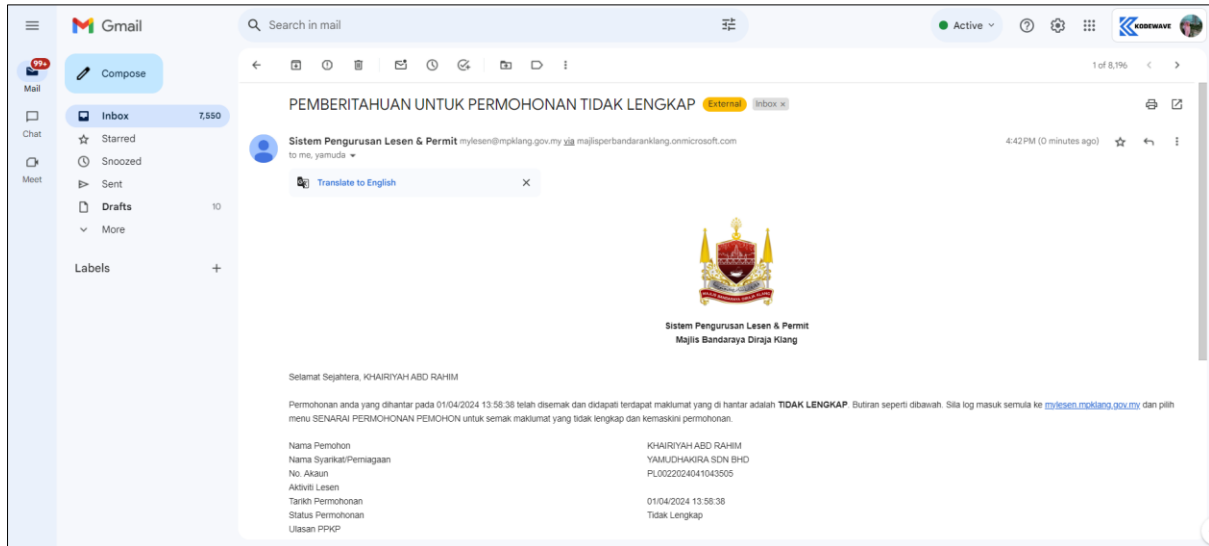 Gmail
Search in mail
Active
KODEWAVE
99+
Mail
Compose
1 of 8,196
Chat
Meet
Inbox 7,550
Starred
Snoozed
Sent
Drafts 10
More
Labels
PEMBERITAHUAN UNTUK PERMOHONAN TIDAK LENGKAP External Inbox x
Sistem Pengurusan Lesen & Permit mylesen@mpklang.gov.my via majlisperbandaranklang.onmicrosoft.com 4:42 PM (0 minutes ago)
to me, yamuda
Translate to English
Sistem Pengurusan Lesen & Permit
Majlis Bandaraya Diraja Klang
Selamat Sejahtera, KHAIRIYAH ABD RAHIM
Permohonan anda yang dihantar pada 01/04/2024 13:58:38 telah disemak dan didapati terdapat maklumat yang di hantar adalah TIDAK LENGKAP. Butiran seperti dibawah. Sila log masuk semula ke mylesen.mpklang.gov.my dan pilih
menu SENARAI PERMOHONAN PEMOHON untuk semak maklumat yang tidak lengkap dan kemaskini permohonan.
Nama Pemohon KHAIRIYAH ABD RAHIM
Nama Syarikat/Perniagaan YAMUDHAKIRA SDN BHD
No. Akaun PL0022024041043505
Aktiviti Lesen
Tarikh Permohonan 01/04/2024 13:58:38
Status Permohonan Tidak Lengkap
Ulasan PPKP